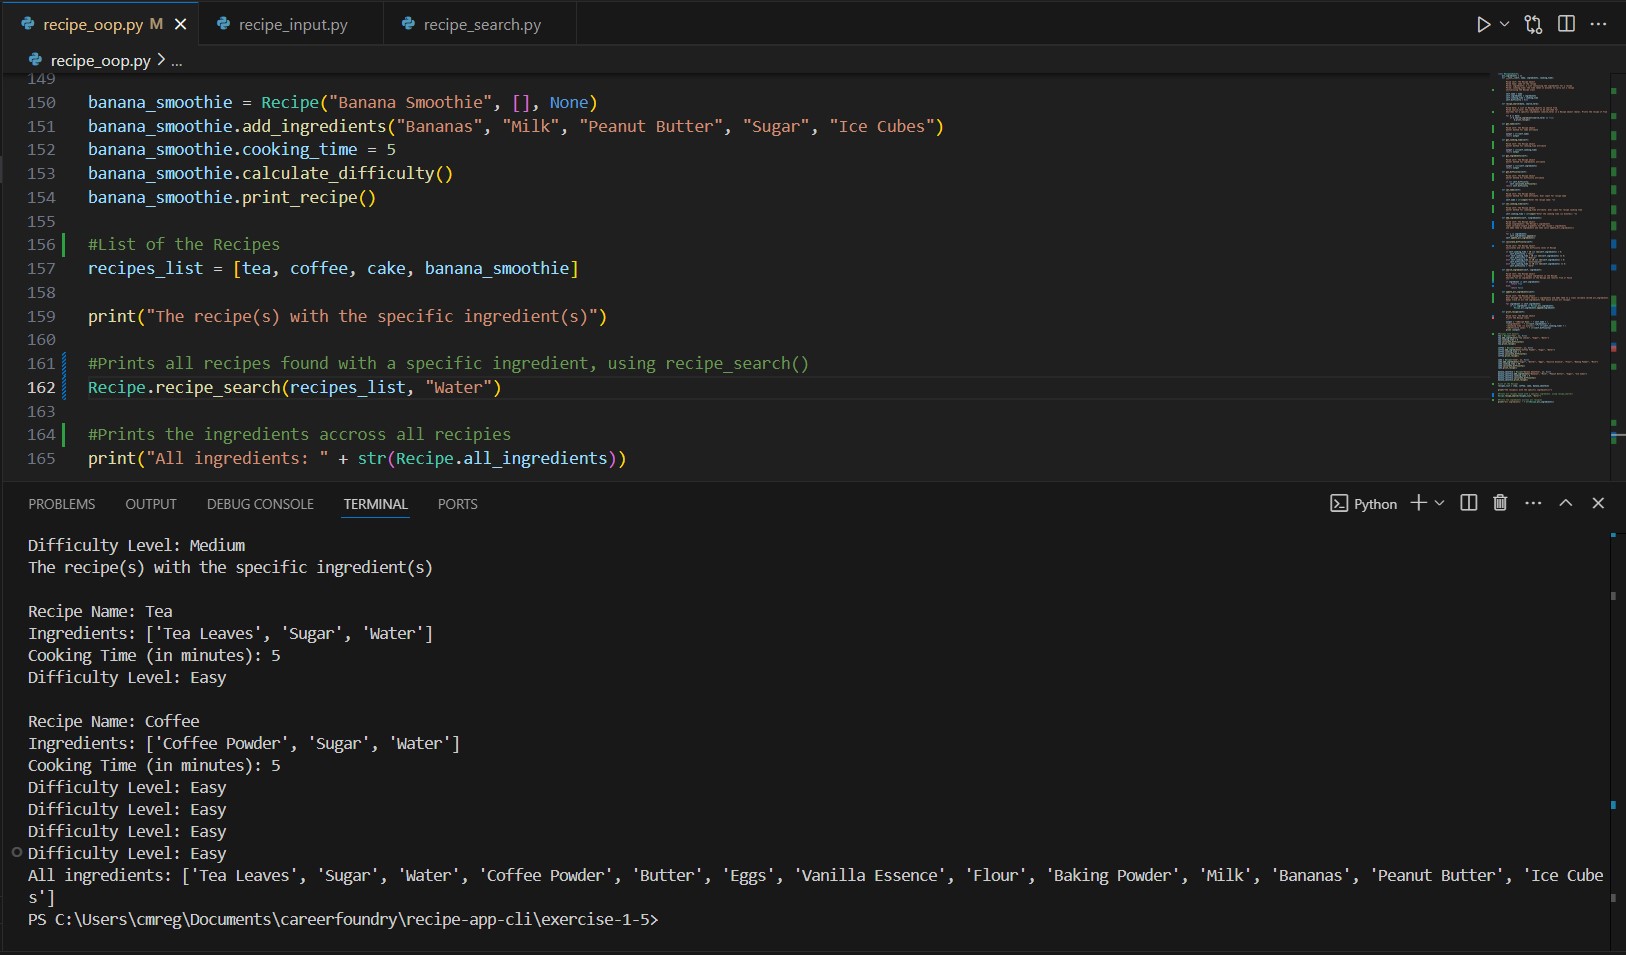 recipe_oop.py M
recipe_input.py
recipe_search.py
recipe_oop.py > ...
149
150 banana_smoothie = Recipe("Banana Smoothie", [], None)
151 banana_smoothie.add_ingredients("Bananas", "Milk", "Peanut Butter", "Sugar", "Ice Cubes")
152 banana_smoothie.cooking_time = 5
153 banana_smoothie.calculate_difficulty()
154 banana_smoothie.print_recipe()
155
156 #List of the Recipes
157 recipes_list = [tea, coffee, cake, banana_smoothie]
158
159 print("The recipe(s) with the specific ingredient(s)")
160
161 #Prints all recipes found with a specific ingredient, using recipe_search()
162 Recipe.recipe_search(recipes_list, "Water")
163
164 #Prints the ingredients accross all recipies
165 print("All ingredients: " + str(Recipe.all_ingredients))
PROBLEMS OUTPUT DEBUG CONSOLE TERMINAL PORTS
Python
Difficulty Level: Medium
The recipe(s) with the specific ingredient(s)
Recipe Name: Tea
Ingredients: ['Tea Leaves', 'Sugar', 'Water']
Cooking Time (in minutes): 5
Difficulty Level: Easy
Recipe Name: Coffee
Ingredients: ['Coffee Powder', 'Sugar', 'Water']
Cooking Time (in minutes): 5
Difficulty Level: Easy
Difficulty Level: Easy
Difficulty Level: Easy
Difficulty Level: Easy
All ingredients: ['Tea Leaves', 'Sugar', 'Water', 'Coffee Powder', 'Butter', 'Eggs', 'Vanilla Essence', 'Flour', 'Baking Powder', 'Milk', 'Bananas', 'Peanut Butter', 'Ice Cube
s']
PS C:\Users\cmreg\Documents\careerfoundry\recipe-app-cli\exercise-1-5>